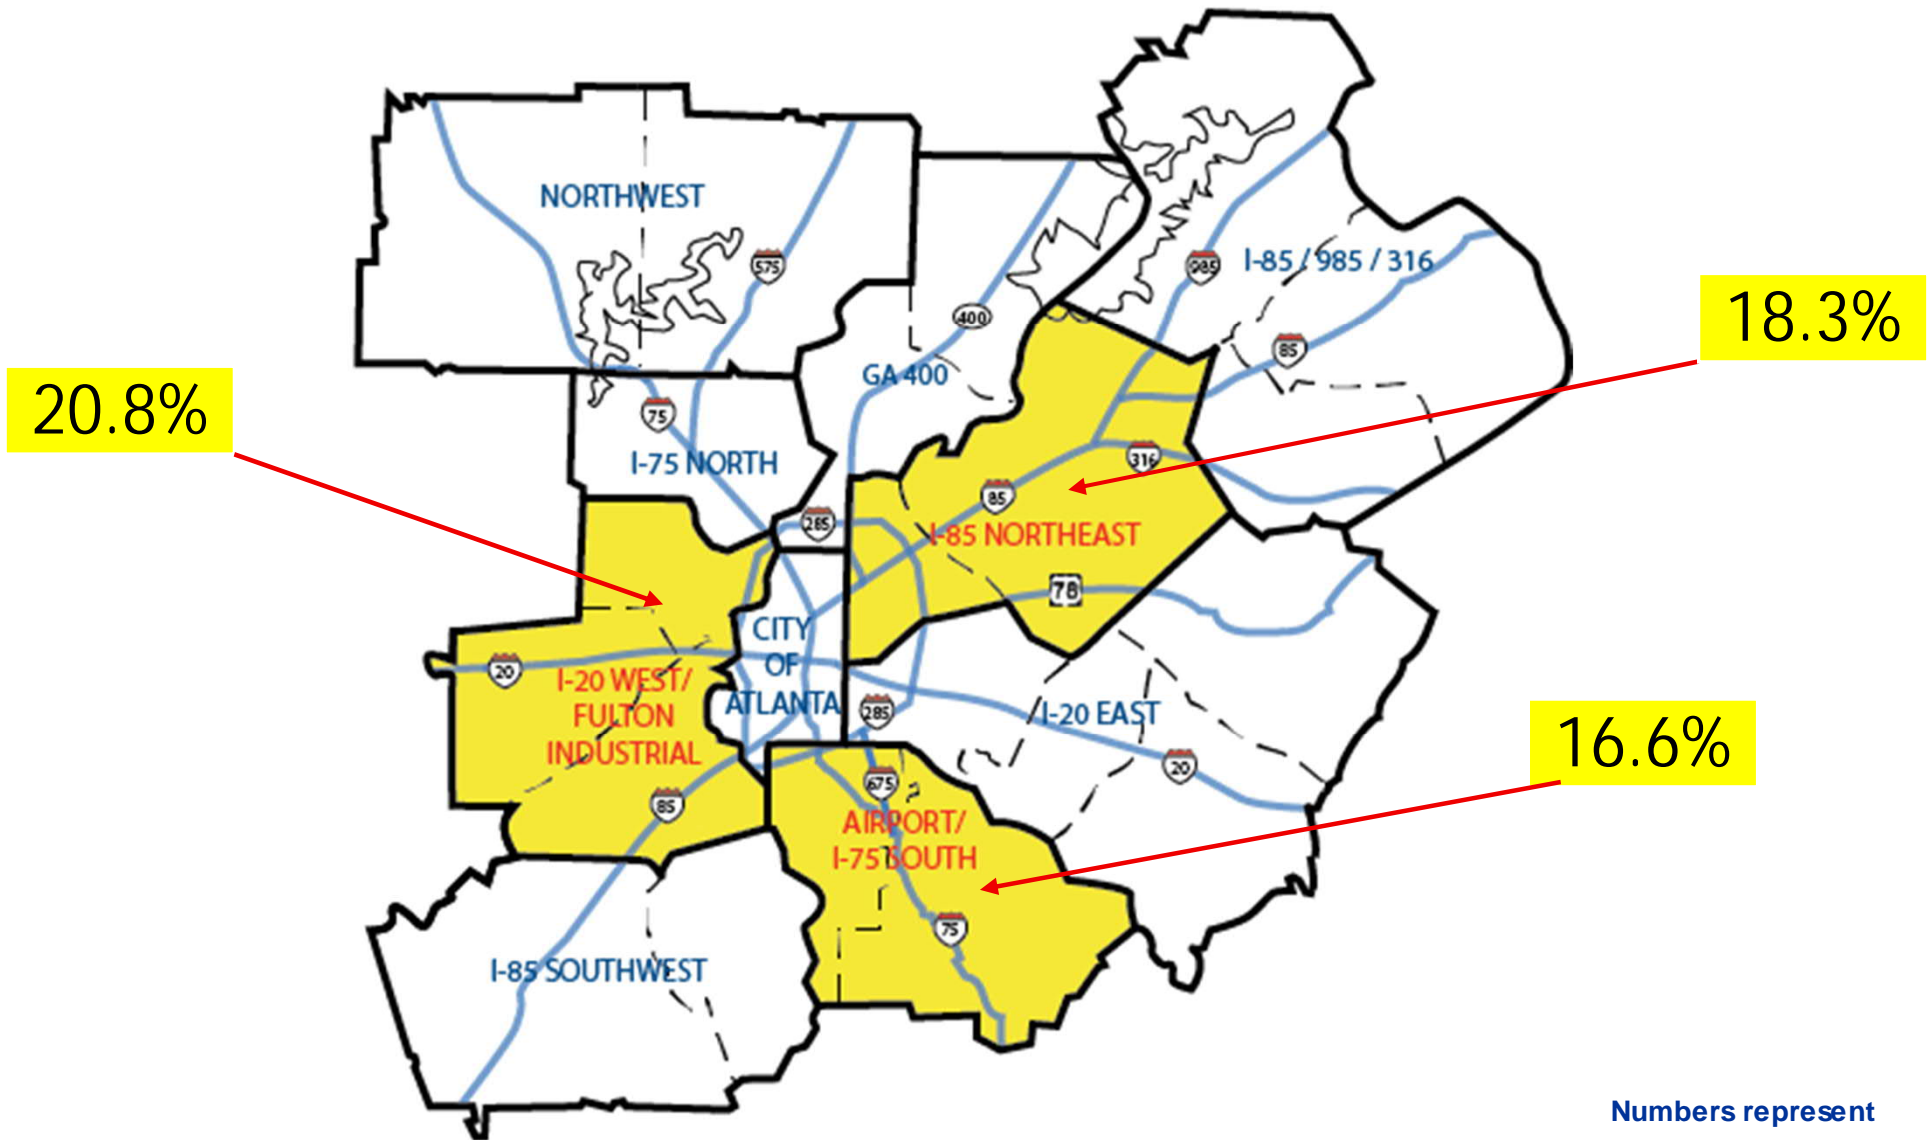 NORTHWEST
575
985
I-85 / 985 / 316
400
18.3%
85
GA 400
20.8%
75
I-75 NORTH
316
85
285
I-85 NORTHEAST
78
CITY
OF
ATLANTA
20
I-20 WEST/
FULTON
INDUSTRIAL
285
I-20 EAST
16.6%
20
675
85
AIRPORT/
I-75 SOUTH
75
I-85 SOUTHWEST
Numbers represent